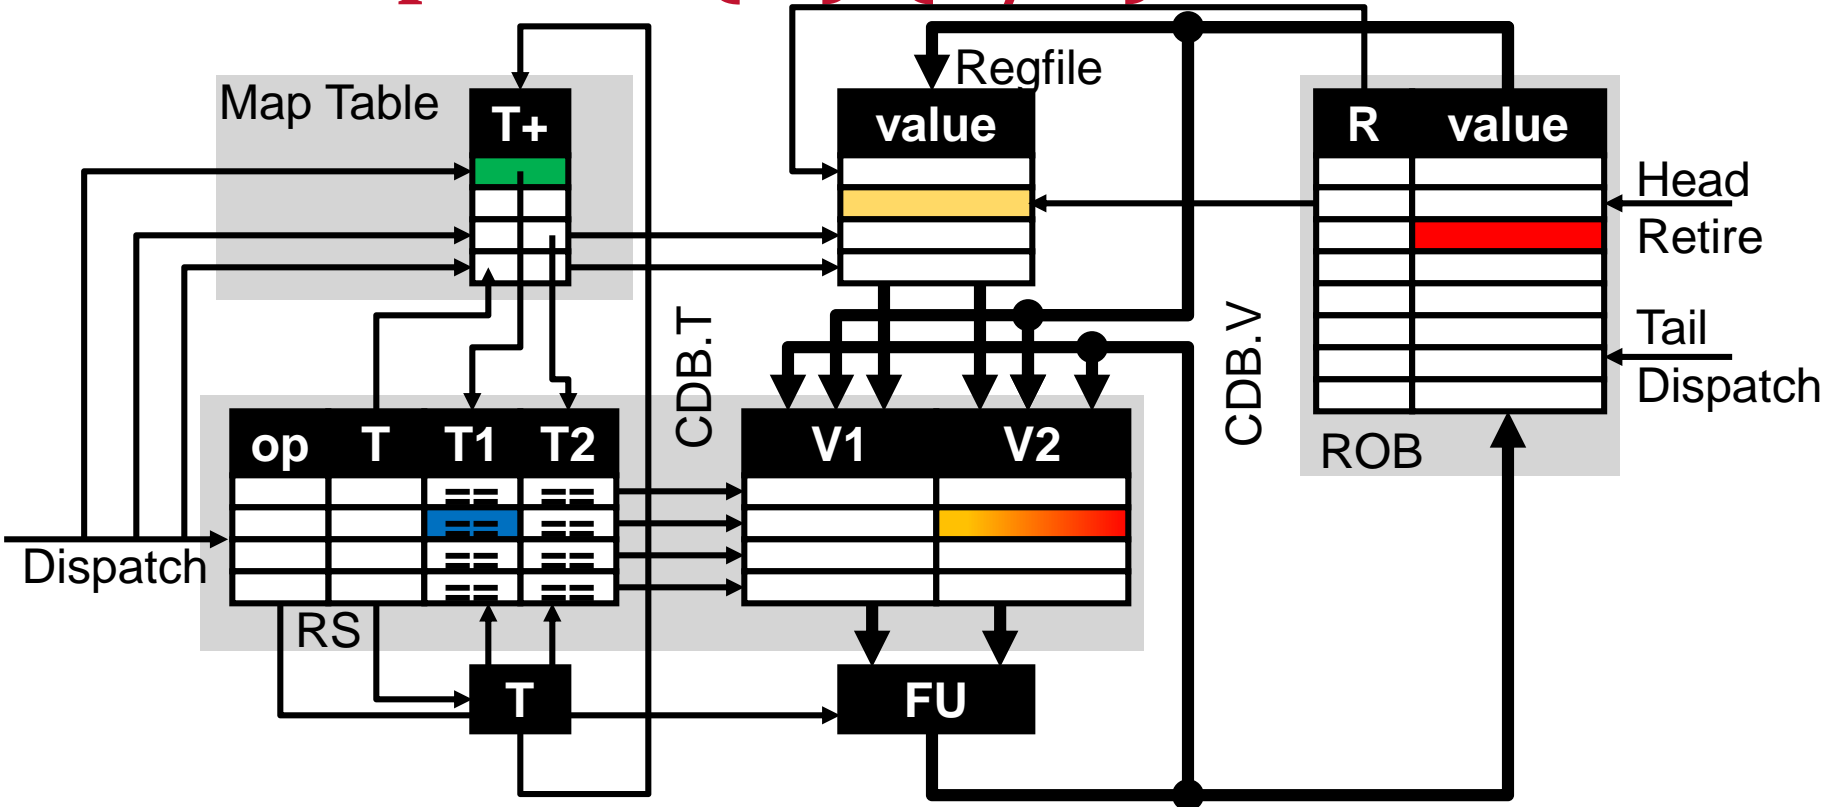 Regfile
Map Table
T+
value
R value
Head
Retire
Tail
Dispatch
CDB.T
CDB.V
ROB
op T T1 T2
V1 V2
== ==
== ==
== ==
== ==
Dispatch
RS
T
FU